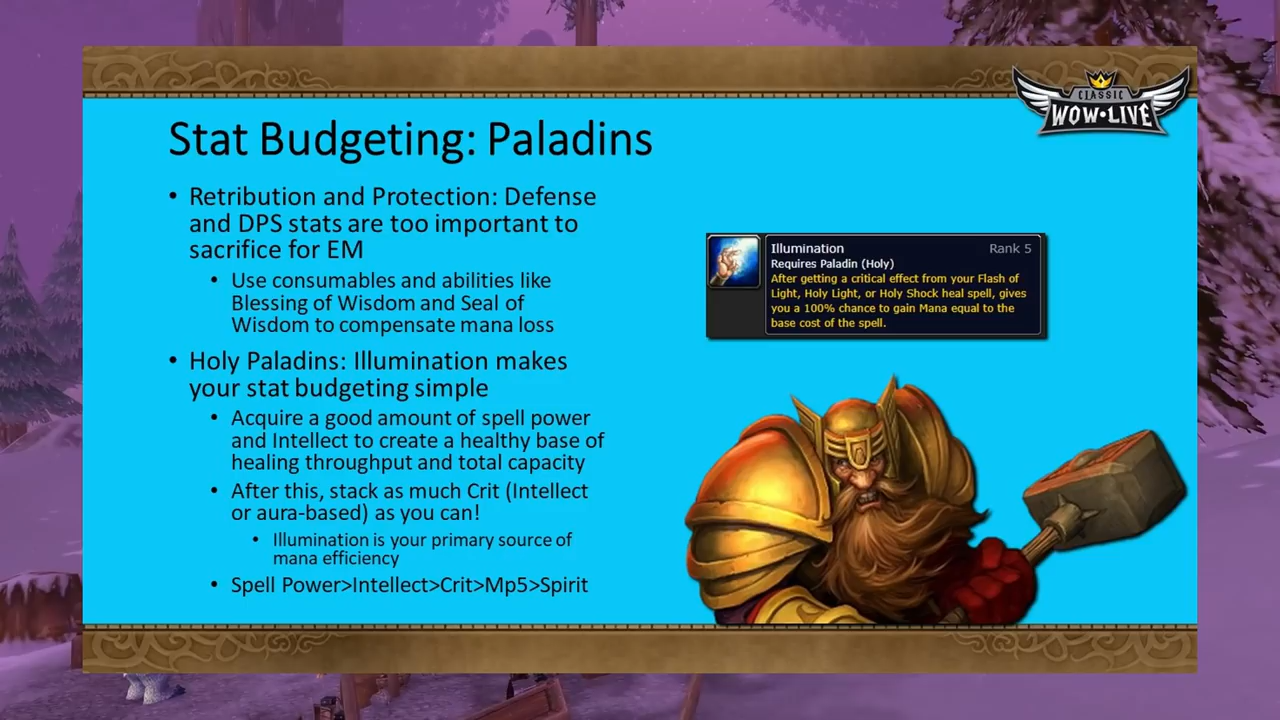 CLASSIC
WOW•LIVE
Stat Budgeting: Paladins
• Retribution and Protection: Defense
and DPS stats are too important to
sacrifice for EM
• Use consumables and abilities like
Blessing of Wisdom and Seal of
Wisdom to compensate mana loss
• Holy Paladins: Illumination makes
your stat budgeting simple
• Acquire a good amount of spell power
and Intellect to create a healthy base of
healing throughput and total capacity
• After this, stack as much Crit (Intellect
or aura-based) as you can!
• Illumination is your primary source of
mana efficiency
• Spell Power>Intellect>Crit>Mp5>Spirit
Illumination Rank 5
Requires Paladin (Holy)
After getting a critical effect from your Flash of
Light, Holy Light, or Holy Shock heal spell, gives
you a 100% chance to gain Mana equal to the
base cost of the spell.